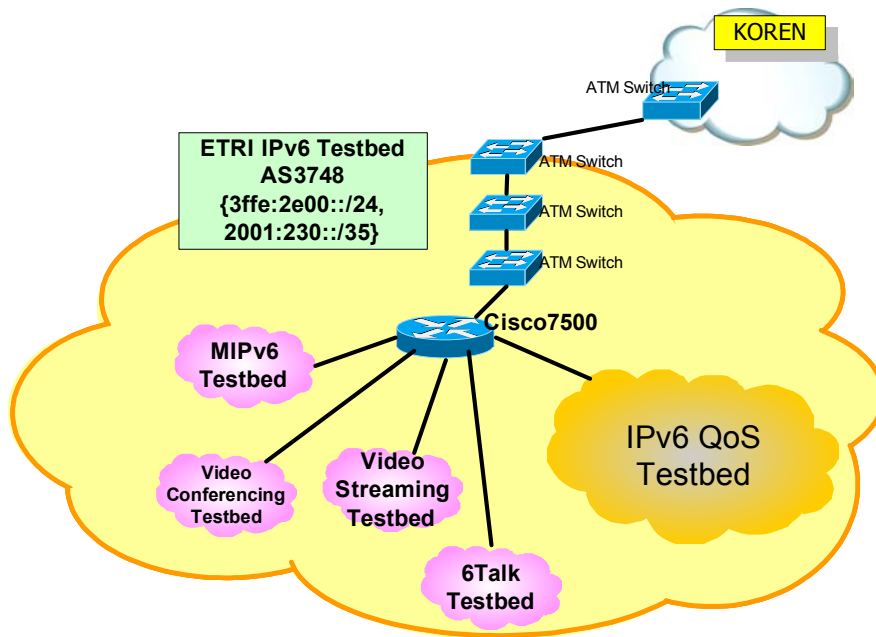 KOREN
ATM Switch
ETRI IPv6 Testbed
AS3748
{3ffe:2e00::/24,
2001:230::/35}
ATM Switch
ATM Switch
ATM Switch
Cisco7500
MIPv6
Testbed
IPv6 QoS
Testbed
Video
Conferencing
Testbed
Video
Streaming
Testbed
6Talk
Testbed